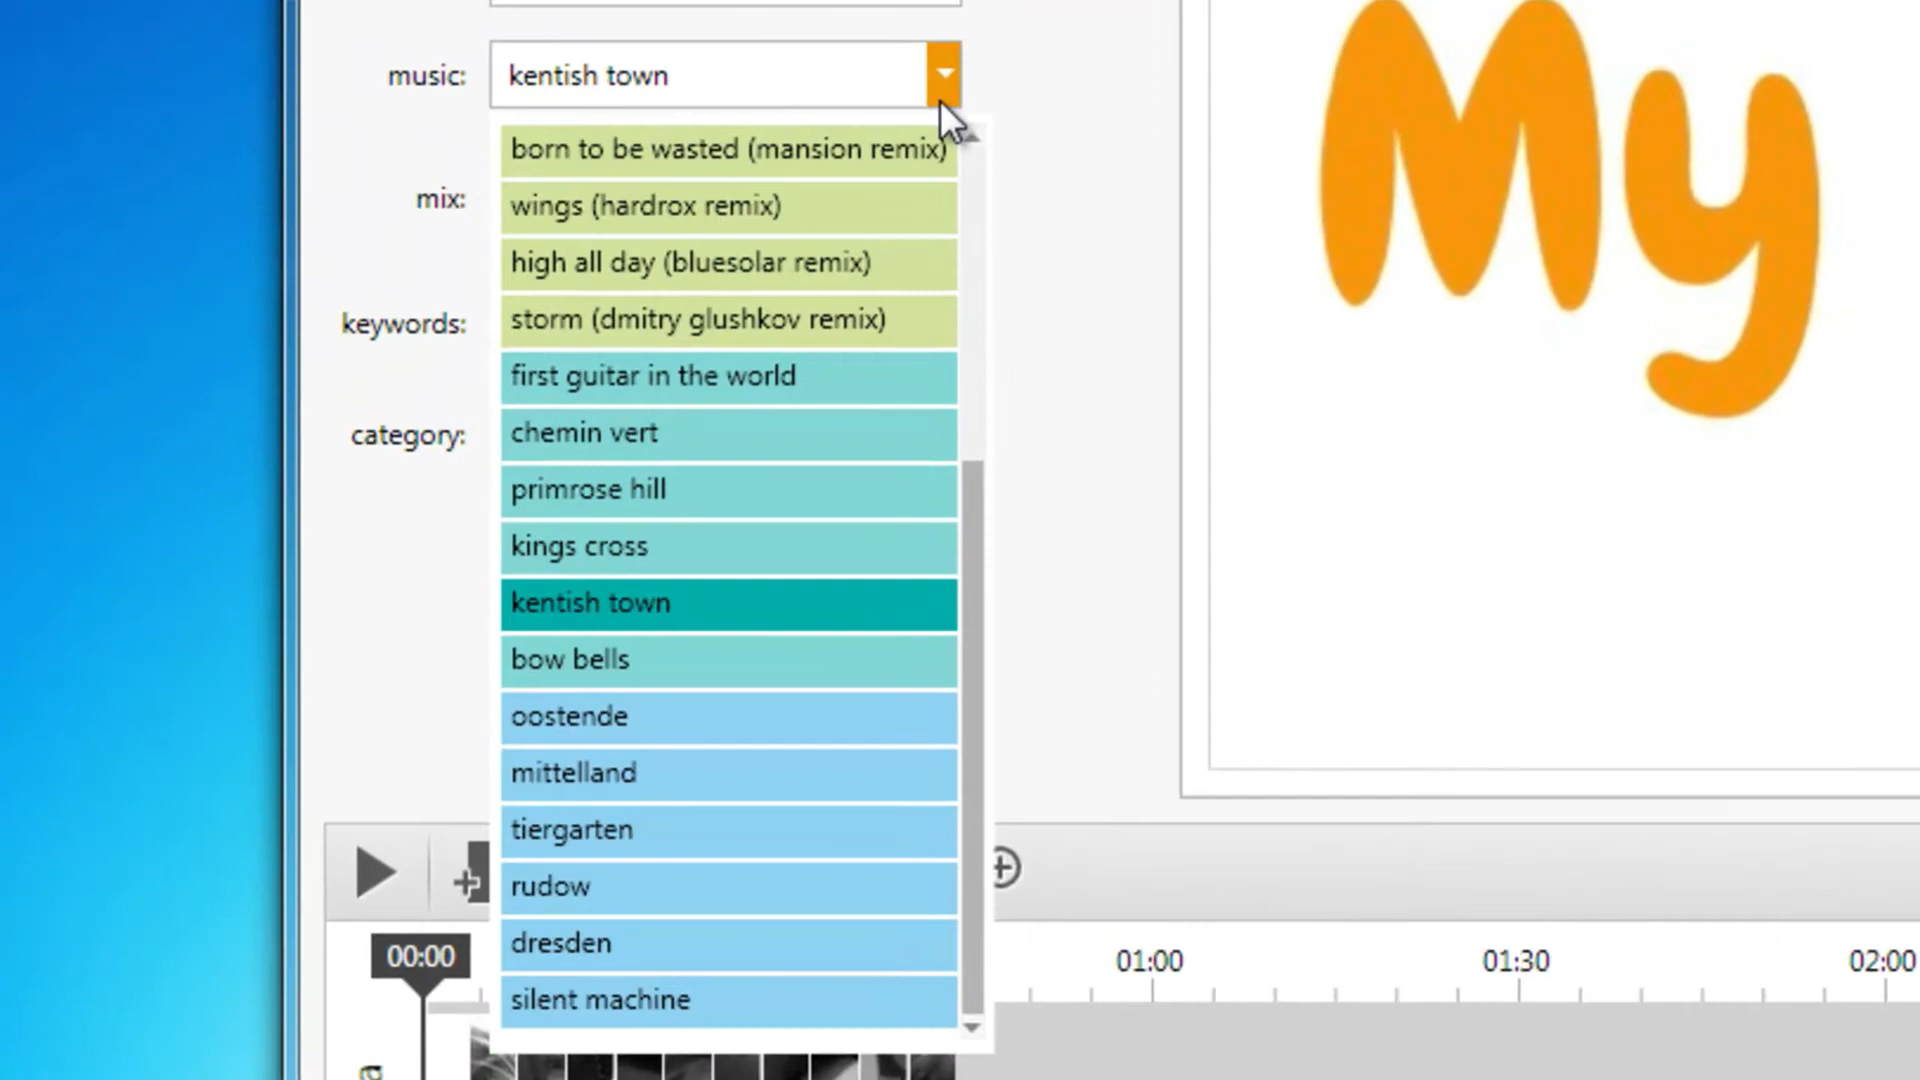 music:
kentish town
My
born to be wasted (mansion remix)
mix:
wings (hardrox remix)
high all day (bluesolar remix)
keywords:
storm (dmitry glushkov remix)
first guitar in the world
category:
chemin vert
primrose hill
kings cross
kentish town
bow bells
oostende
mittelland
tiergarten
rudow
dresden
00:00
01:00
01:30
02:00
silent machine